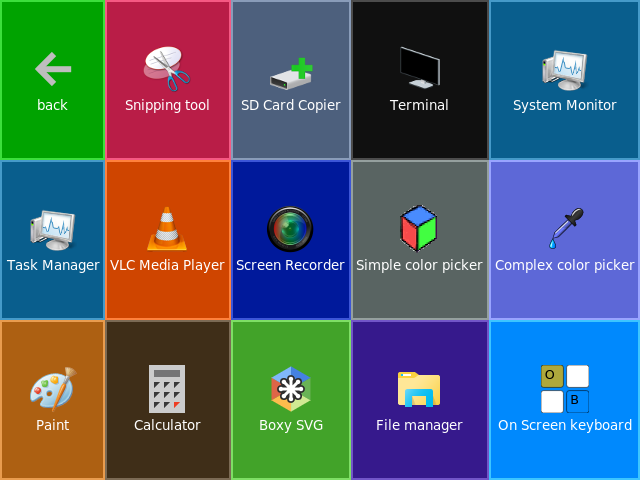 back
Snipping tool
SD Card Copier
Terminal
System Monitor
Task Manager
VLC Media Player
Screen Recorder
Simple color picker
Complex color picker
Paint
Calculator
Boxy SVG
File manager
O
B
On Screen keyboard